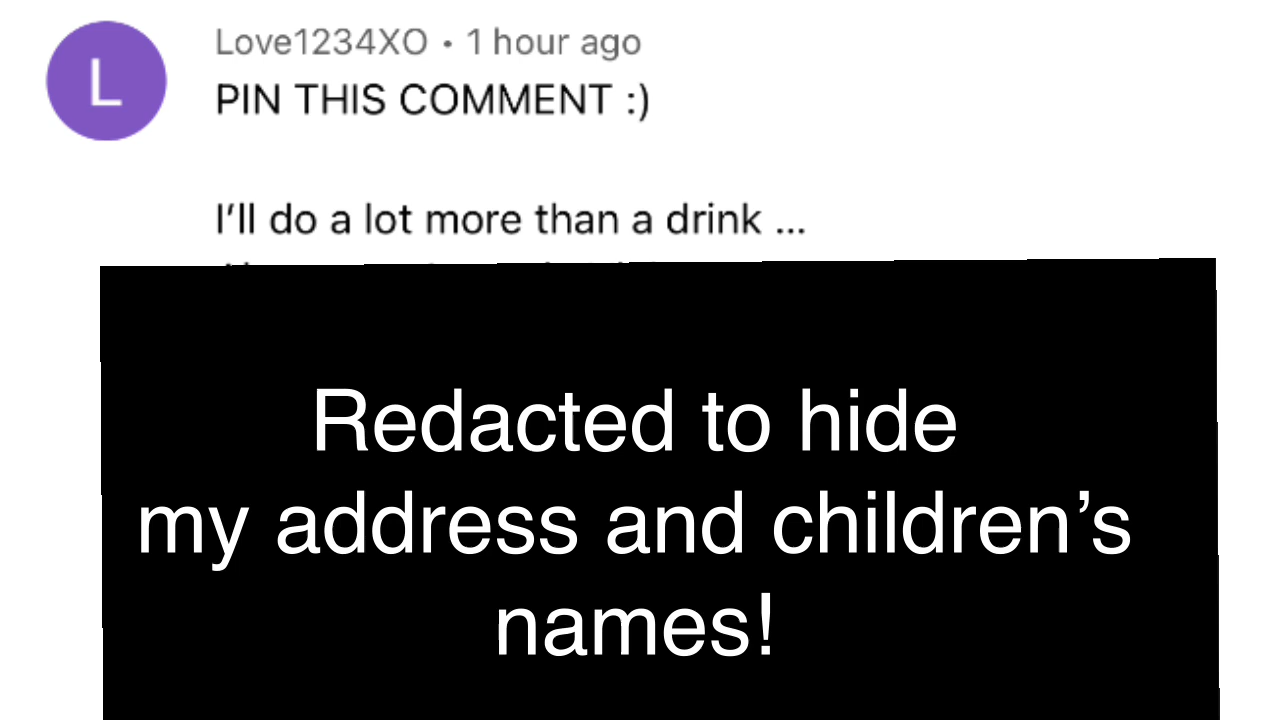 L
Love1234XO • 1 hour ago
PIN THIS COMMENT :)
I’ll do a lot more than a drink ...
Redacted to hide
my address and children’s
names!